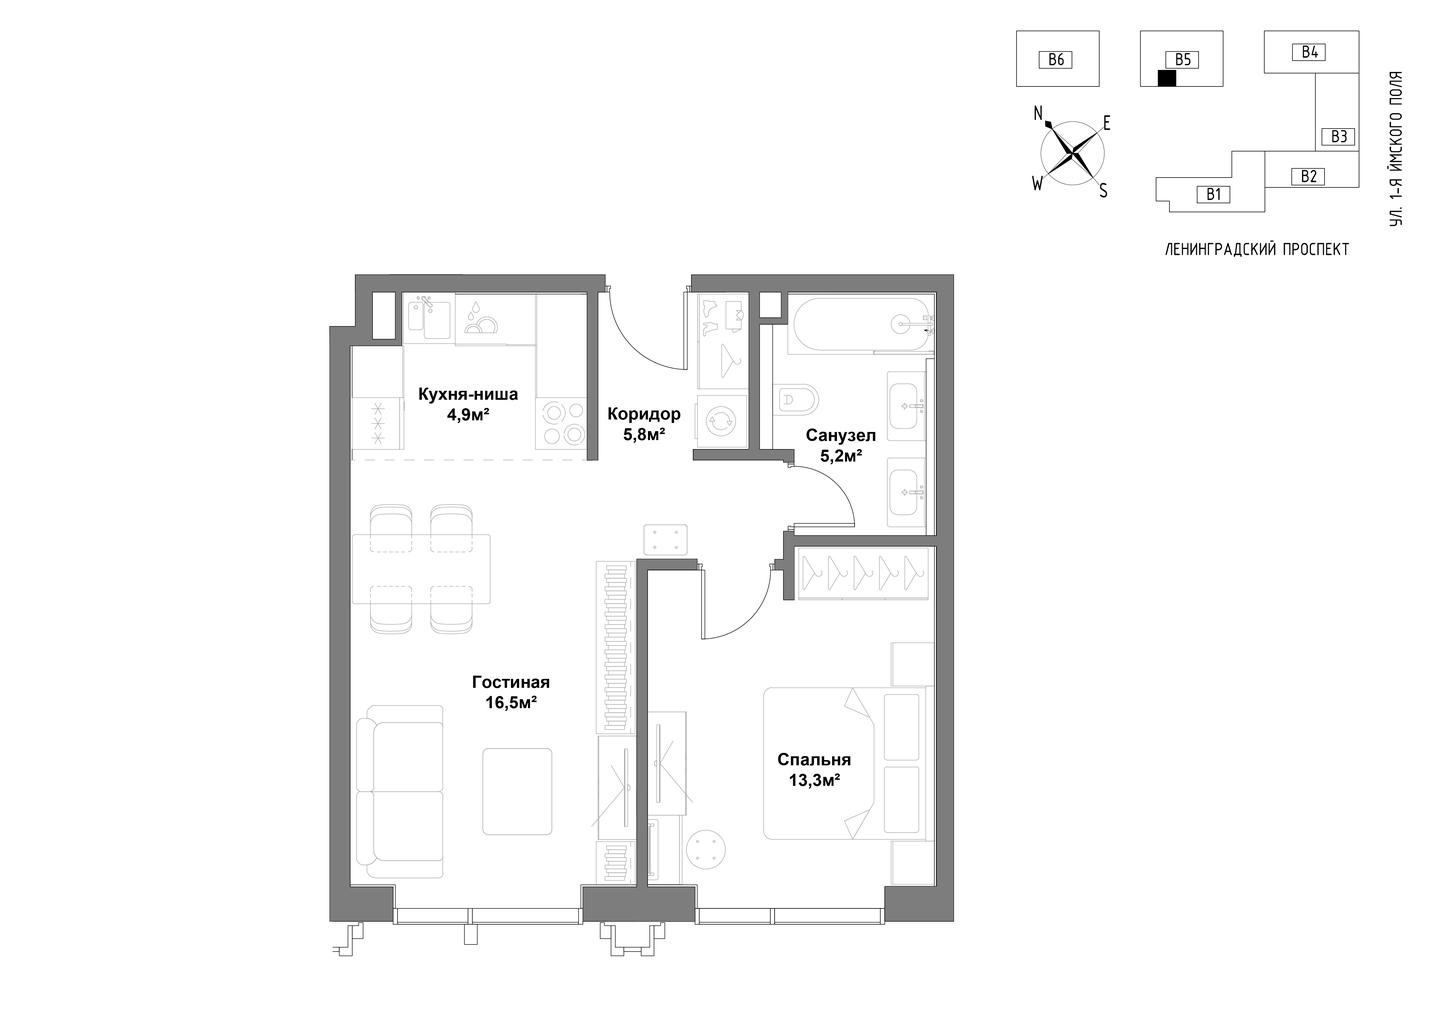 B6
B5
B4
N
E
W
S
B3
B2
B1
УЛ. 1-Я ЙМСКОГО ПОЛЯ
ЛЕНИНГРАДСКИЙ ПРОСПЕКТ
Кухня-ниша
4,9м²
Коридор
5,8м²
Санузел
5,2м²
Гостиная
16,5м²
Спальня
13,3м²